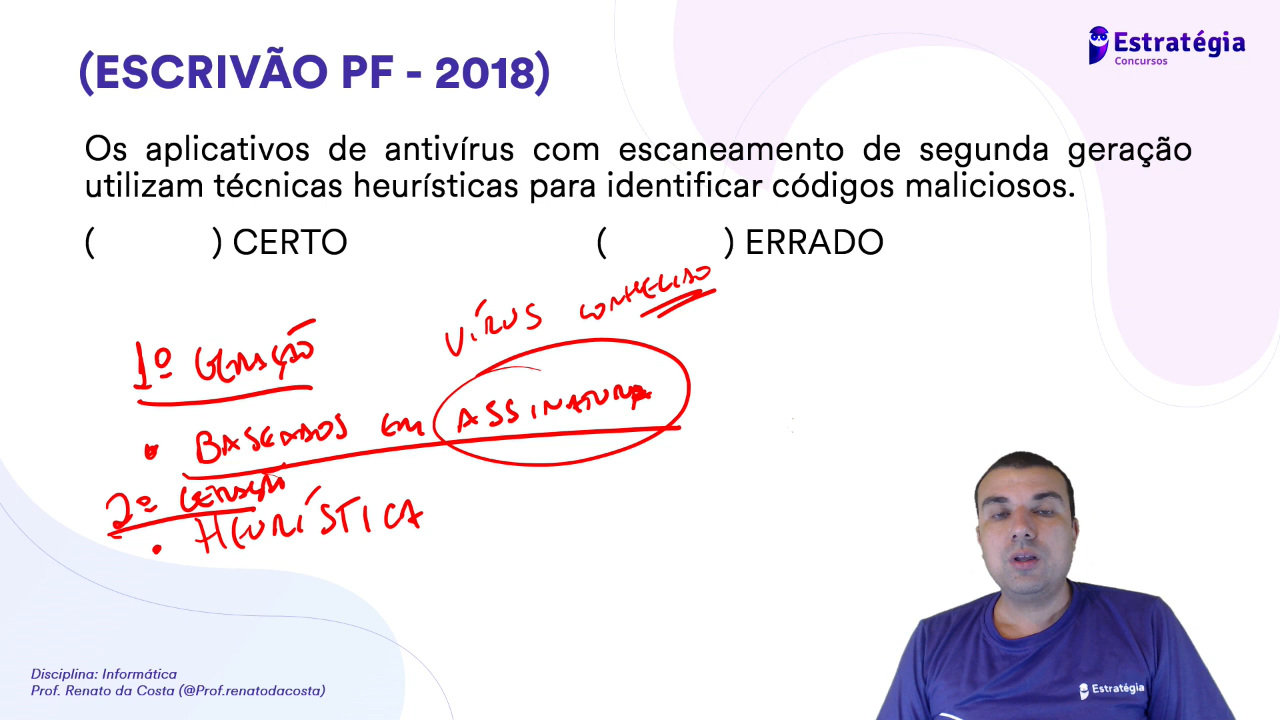 (ESCRIVÃO PF - 2018)
Estratégia
Concursos
Os aplicativos de antivírus com escaneamento de segunda geração
utilizam técnicas heurísticas para identificar códigos maliciosos.
( ) CERTO ( ) ERRADO
VÍRUS CONHECIDO
1º GERAÇÃO
• BASEADOS EM ASSINATURA
2º GERAÇÃO
• HEURÍSTICA
Estratégia
Disciplina: Informática
Prof. Renato da Costa (@Prof.renatodacosta)